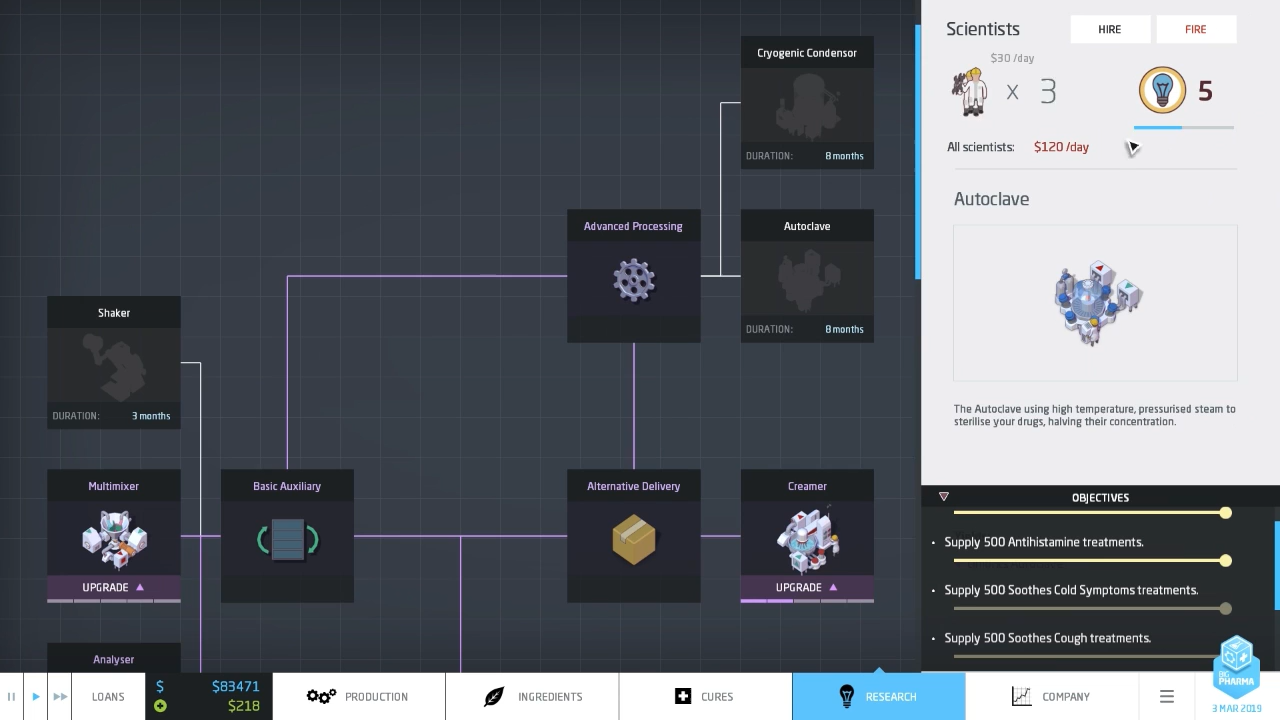 Scientists
HIRE
FIRE
$30 /day
x 3
5
All scientists: $120 /day
Autoclave
The Autoclave using high temperature, pressurised steam to
sterilise your drugs, halving their concentration.
OBJECTIVES
• Supply 500 Antihistamine treatments.
• Supply 500 Soothes Cold Symptoms treatments.
• Supply 500 Soothes Cough treatments.
Cryogenic Condensor
DURATION: 8 months
Advanced Processing
Autoclave
DURATION: 8 months
Shaker
DURATION: 3 months
Multimixer
UPGRADE
Basic Auxiliary
Alternative Delivery
Creamer
UPGRADE
Analyser
LOANS
$ $83471
$218
PRODUCTION
INGREDIENTS
CURES
RESEARCH
COMPANY
BIG
PHARMA
3 MAR 2019